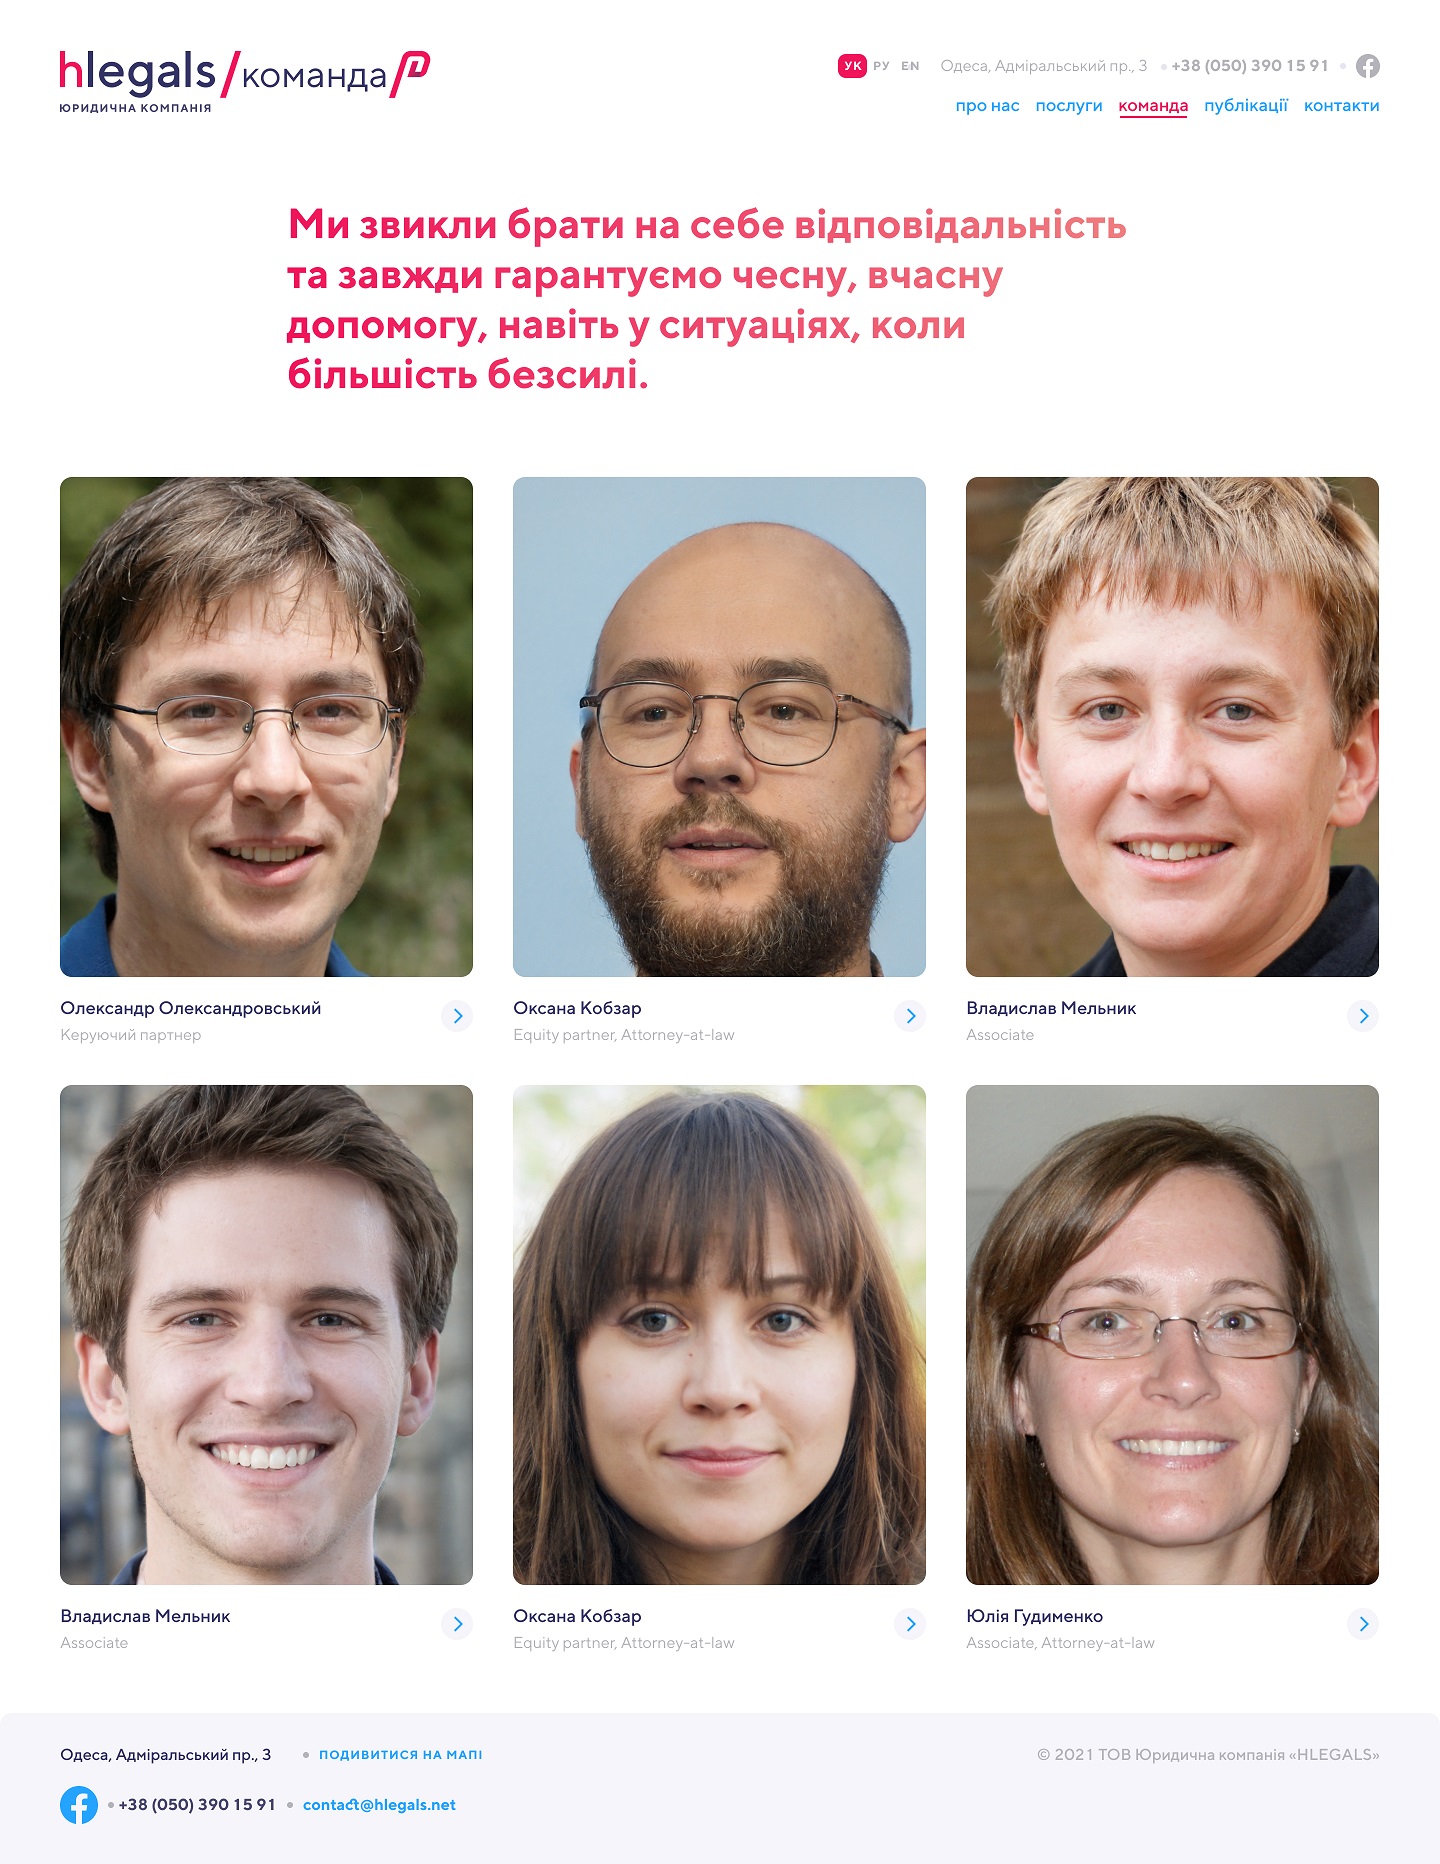 hlegals/команда
ЮРИДИЧНА КОМПАНІЯ
УК РУ EN Одеса, Адміральський пр., 3 +38 (050) 390 15 91
про нас послуги команда публікації контакти
Ми звикли брати на себе відповідальність
та завжди гарантуємо чесну, вчасну
допомогу, навіть у ситуаціях, коли
більшість безсилі.
Олександр Олександровський
Керуючий партнер
Оксана Кобзар
Equity partner, Attorney-at-law
Владислав Мельник
Associate
Владислав Мельник
Associate
Оксана Кобзар
Equity partner, Attorney-at-law
Юлія Гудименко
Associate, Attorney-at-law
Одеса, Адміральський пр., 3 ПОДИВИТИСЯ НА МАПІ
© 2021 ТОВ Юридична компанія «HLEGALS»
+38 (050) 390 15 91 contact@hlegals.net